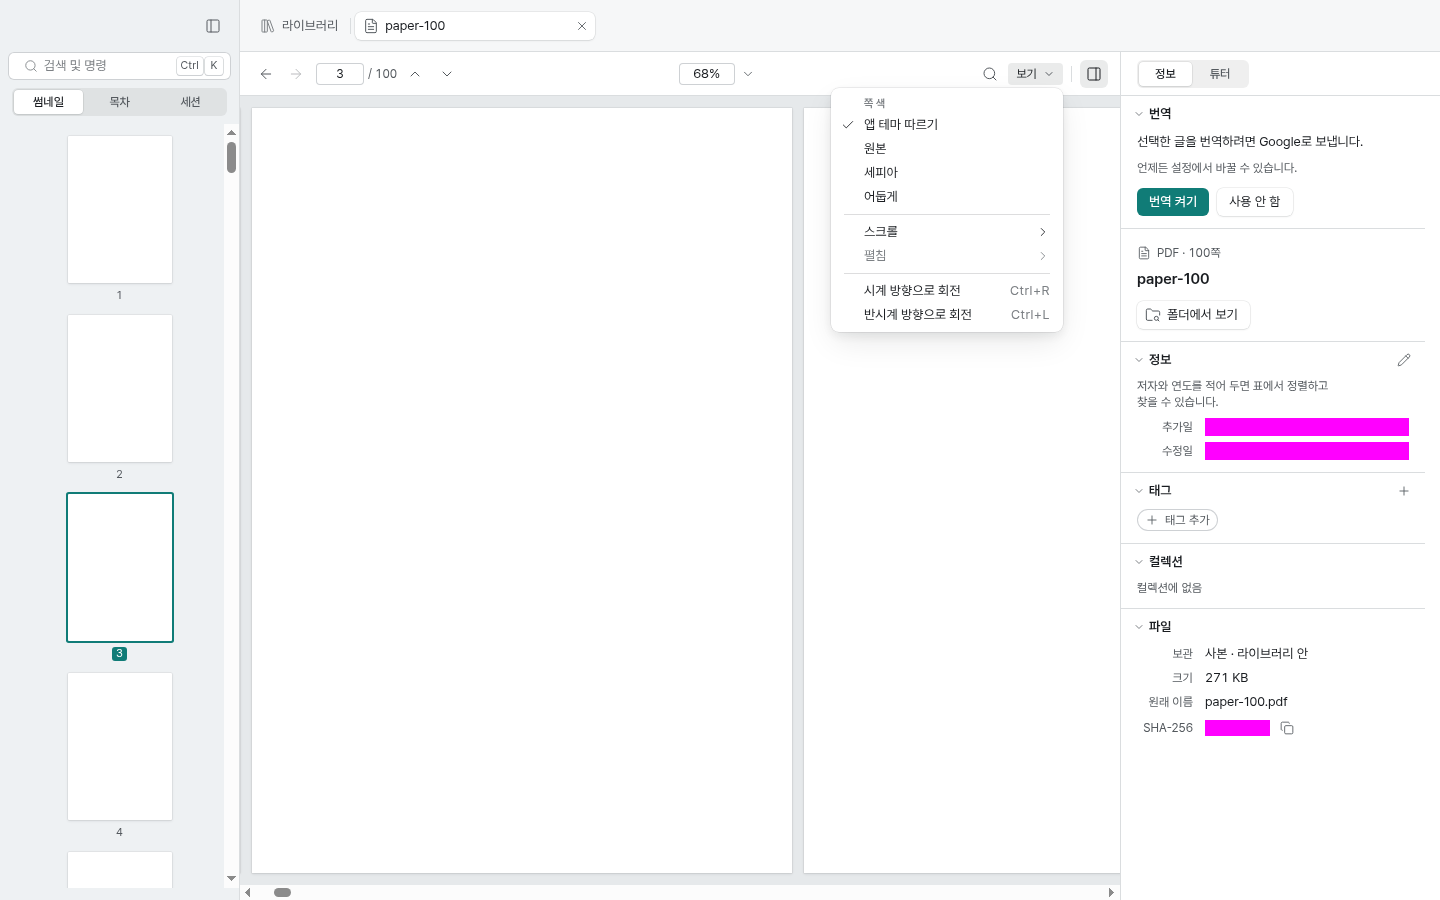 라이브러리
paper-100
검색 및 명령
Ctrl
K
썸네일
목차
세션
1
2
3
4
3
/ 100
68%
보기
쪽 색
앱 테마 따르기
원본
세피아
어둡게
스크롤
펼침
시계 방향으로 회전
Ctrl+R
반시계 방향으로 회전
Ctrl+L
정보
튜터
번역
선택한 글을 번역하려면 Google로 보냅니다.
언제든 설정에서 바꿀 수 있습니다.
번역 켜기
사용 안 함
PDF · 100쪽
paper-100
폴더에서 보기
정보
저자와 연도를 적어 두면 표에서 정렬하고
찾을 수 있습니다.
추가일
수정일
태그
태그 추가
컬렉션
컬렉션에 없음
파일
보관
사본 · 라이브러리 안
크기
271 KB
원래 이름
paper-100.pdf
SHA-256